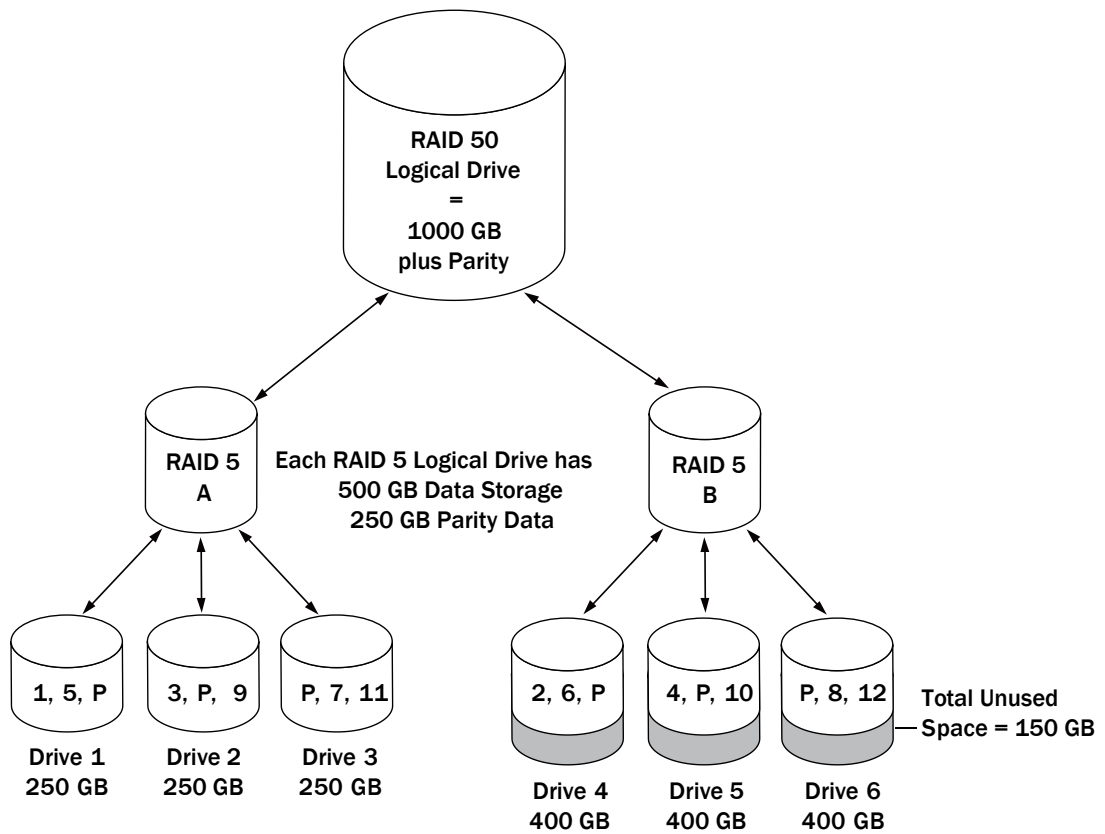 RAID 50
Logical Drive
=
1000 GB
plus Parity
RAID 5
A
Each RAID 5 Logical Drive has
500 GB Data Storage
250 GB Parity Data
RAID 5
B
1, 5, P
3, P, 9
P, 7, 11
2, 6, P
4, P, 10
P, 8, 12
Total Unused
Space = 150 GB
Drive 1
250 GB
Drive 2
250 GB
Drive 3
250 GB
Drive 4
400 GB
Drive 5
400 GB
Drive 6
400 GB